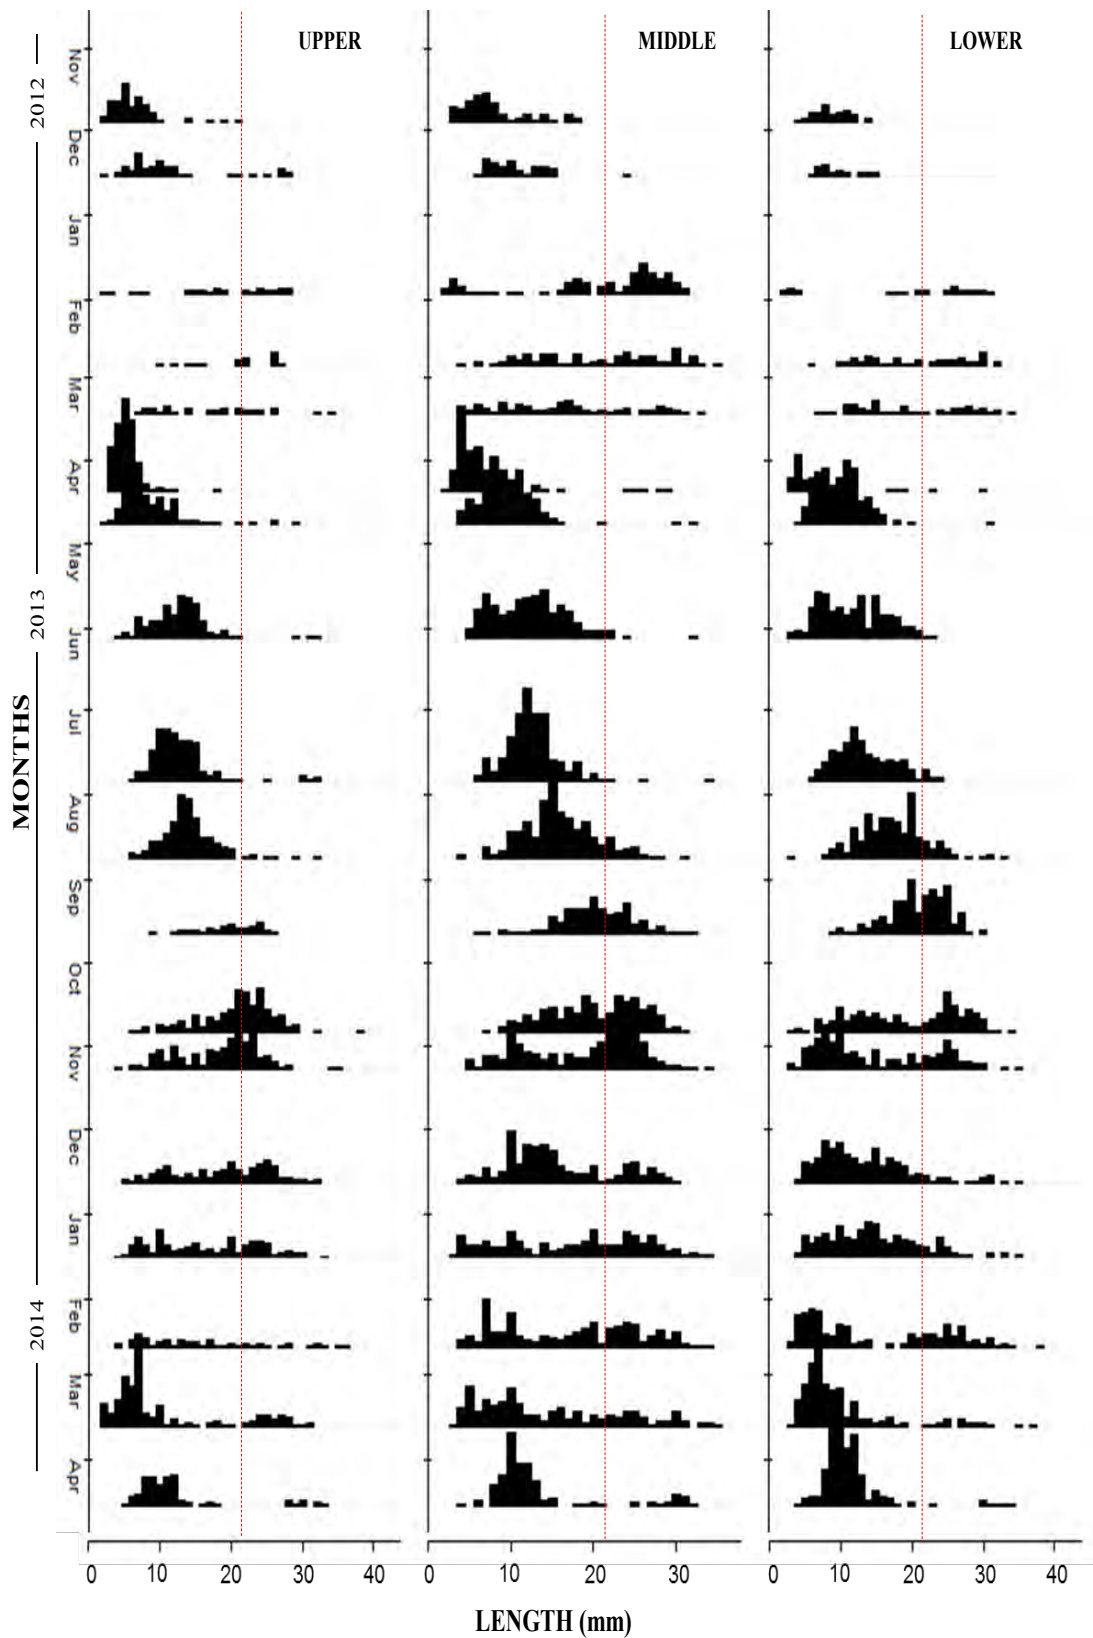 UPPER MIDDLE LOWER
Nov
Dec
Jan
Feb
Mar
Apr
May
Jun
Jul
Aug
Sep
Oct
Nov
Dec
Jan
Feb
Mar
Apr
2012
2013
2014
MONTHS
0 10 20 30 40 0 10 20 30 0 10 20 30 40
LENGTH (mm)